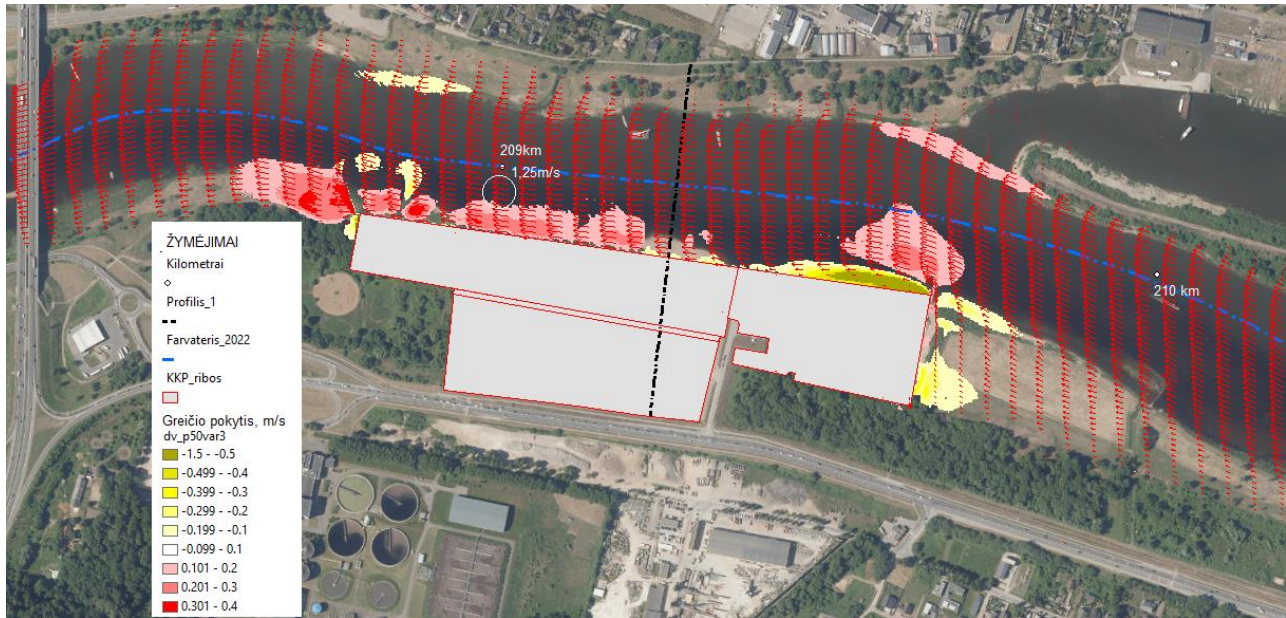 209km
1,25m/s
210 km
ŽYMĖJIMAI
Kilometrai
Profilis_1
Farvateris_2022
KKP_ribos
Greičio pokytis, m/s
dv_p50var3
-1.5 - -0.5
-0.499 - -0.4
-0.399 - -0.3
-0.299 - -0.2
-0.199 - -0.1
-0.099 - 0.1
0.101 - 0.2
0.201 - 0.3
0.301 - 0.4